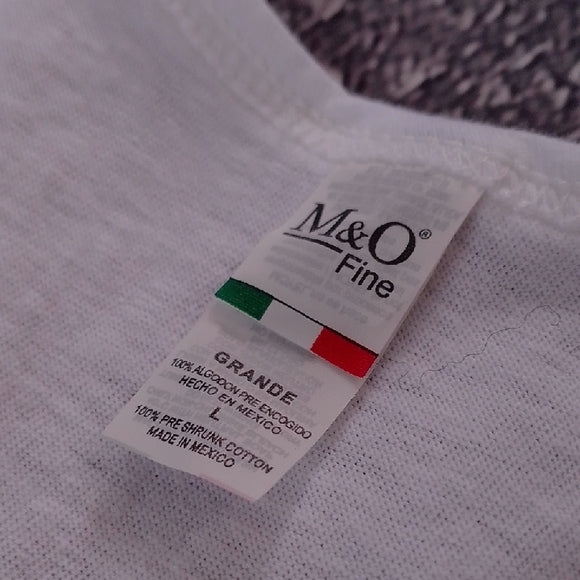 M&O®
Fine
GRANDE
100% ALGODON PRE ENCOGIDO
HECHO EN MEXICO
L
100% PRE SHRUNK COTTON
MADE IN MEXICO